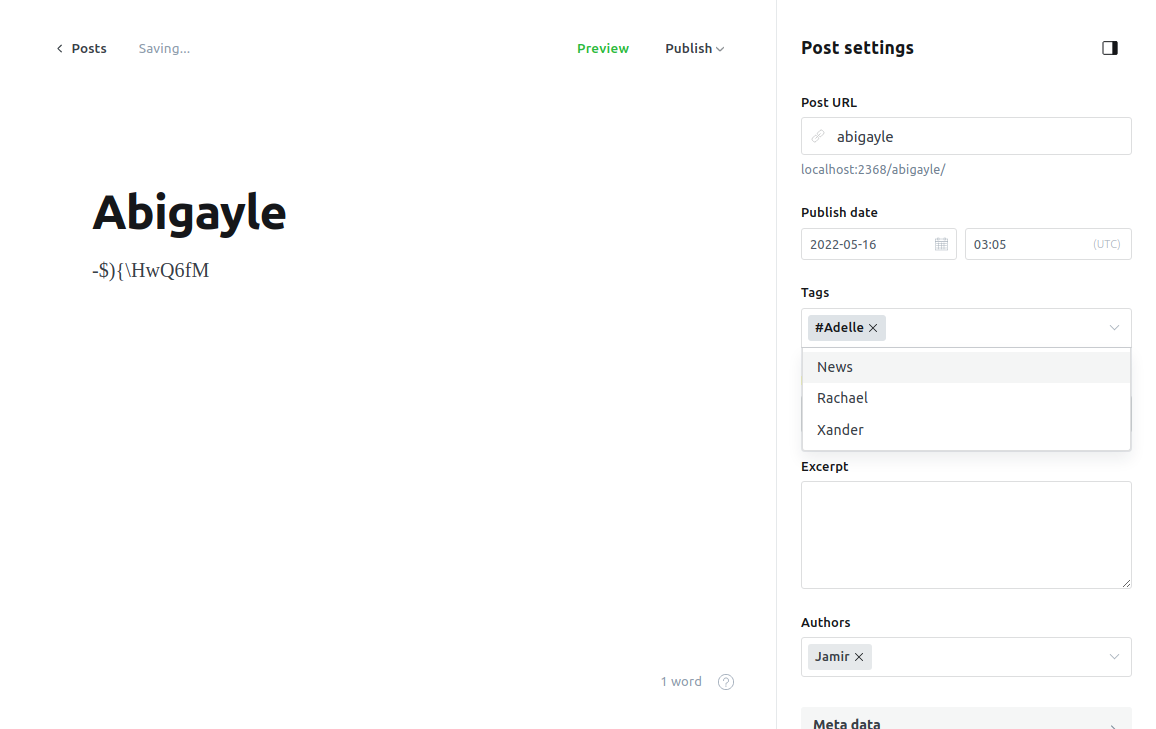 Posts Saving... Preview Publish
Abigayle
-$){\HwQ6fM
1 word ?
Post settings
Post URL
abigayle
localhost:2368/abigayle/
Publish date
2022-05-16 03:05 (UTC)
Tags
#Adelle
News
Rachael
Xander
Excerpt
Authors
Jamir
Meta data